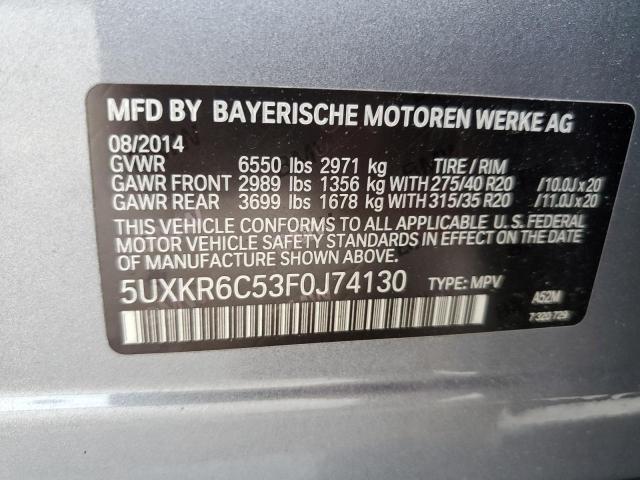 MFD BY BAYERISCHE MOTOREN WERKE AG
08/2014
GVWR 6550 lbs 2971 kg TIRE / RIM
GAWR FRONT 2989 lbs 1356 kg WITH 275/40 R20 /10.0J x 20
GAWR REAR 3699 lbs 1678 kg WITH 315/35 R20 /11.0J x 20
THIS VEHICLE CONFORMS TO ALL APPLICABLE U.S. FEDERAL
MOTOR VEHICLE SAFETY STANDARDS IN EFFECT ON THE DATE OF
MANUFACTURE SHOWN ABOVE.
5UXKR6C53F0J74130 TYPE: MPV A52M